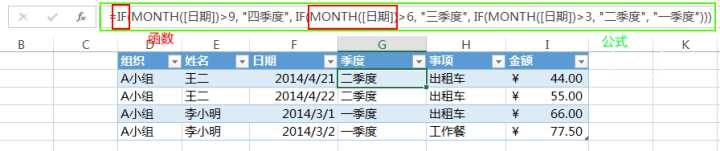 fx =IF(MONTH([日期])>9, "四季度", IF(MONTH([日期])>6, "三季度", IF(MONTH([日期])>3, "二季度", "一季度")))
函数 公式
B C D E F G H I K
组织 姓名 日期 季度 事项 金额
A小组 王二 2014/4/21 二季度 出租车 ¥ 44.00
A小组 王二 2014/4/22 二季度 出租车 ¥ 55.00
A小组 李小明 2014/3/1 一季度 出租车 ¥ 66.00
A小组 李小明 2014/3/2 一季度 工作餐 ¥ 77.50